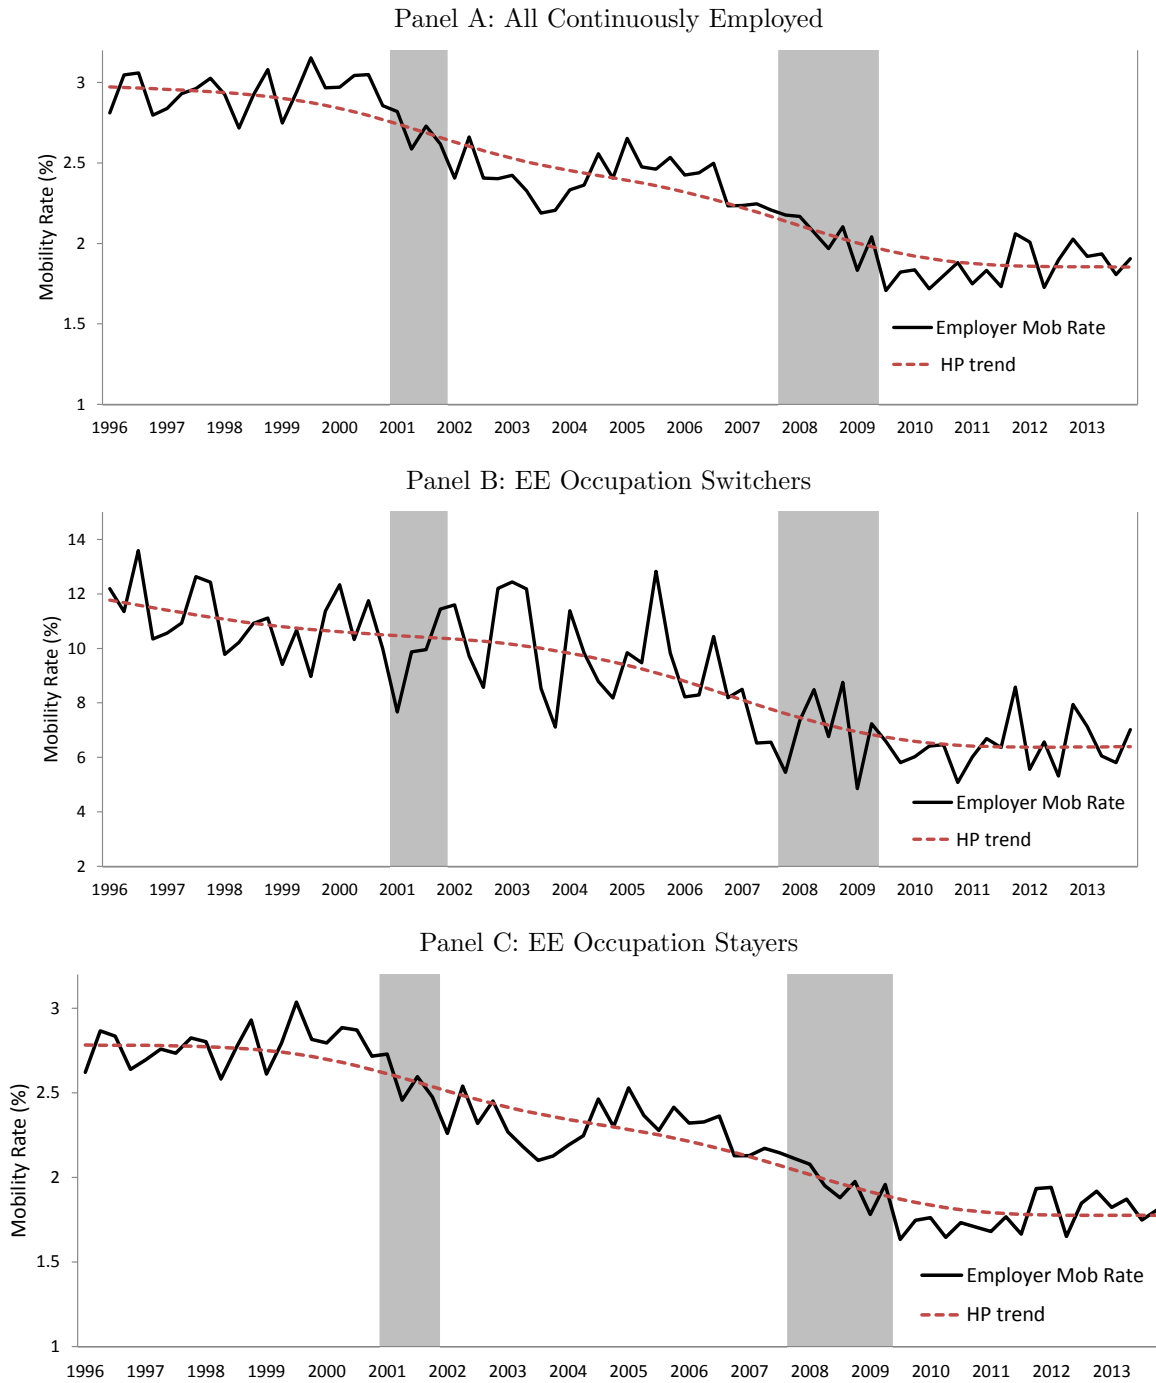 Panel A: All Continuously Employed
Mobility Rate (%)
3
2.5
2
1.5
1
Employer Mob Rate
HP trend
1996 1997 1998 1999 2000 2001 2002 2003 2004 2005 2006 2007 2008 2009 2010 2011 2012 2013
Panel B: EE Occupation Switchers
Mobility Rate (%)
14
12
10
8
6
4
2
Employer Mob Rate
HP trend
1996 1997 1998 1999 2000 2001 2002 2003 2004 2005 2006 2007 2008 2009 2010 2011 2012 2013
Panel C: EE Occupation Stayers
Mobility Rate (%)
3
2.5
2
1.5
1
Employer Mob Rate
HP trend
1996 1997 1998 1999 2000 2001 2002 2003 2004 2005 2006 2007 2008 2009 2010 2011 2012 2013